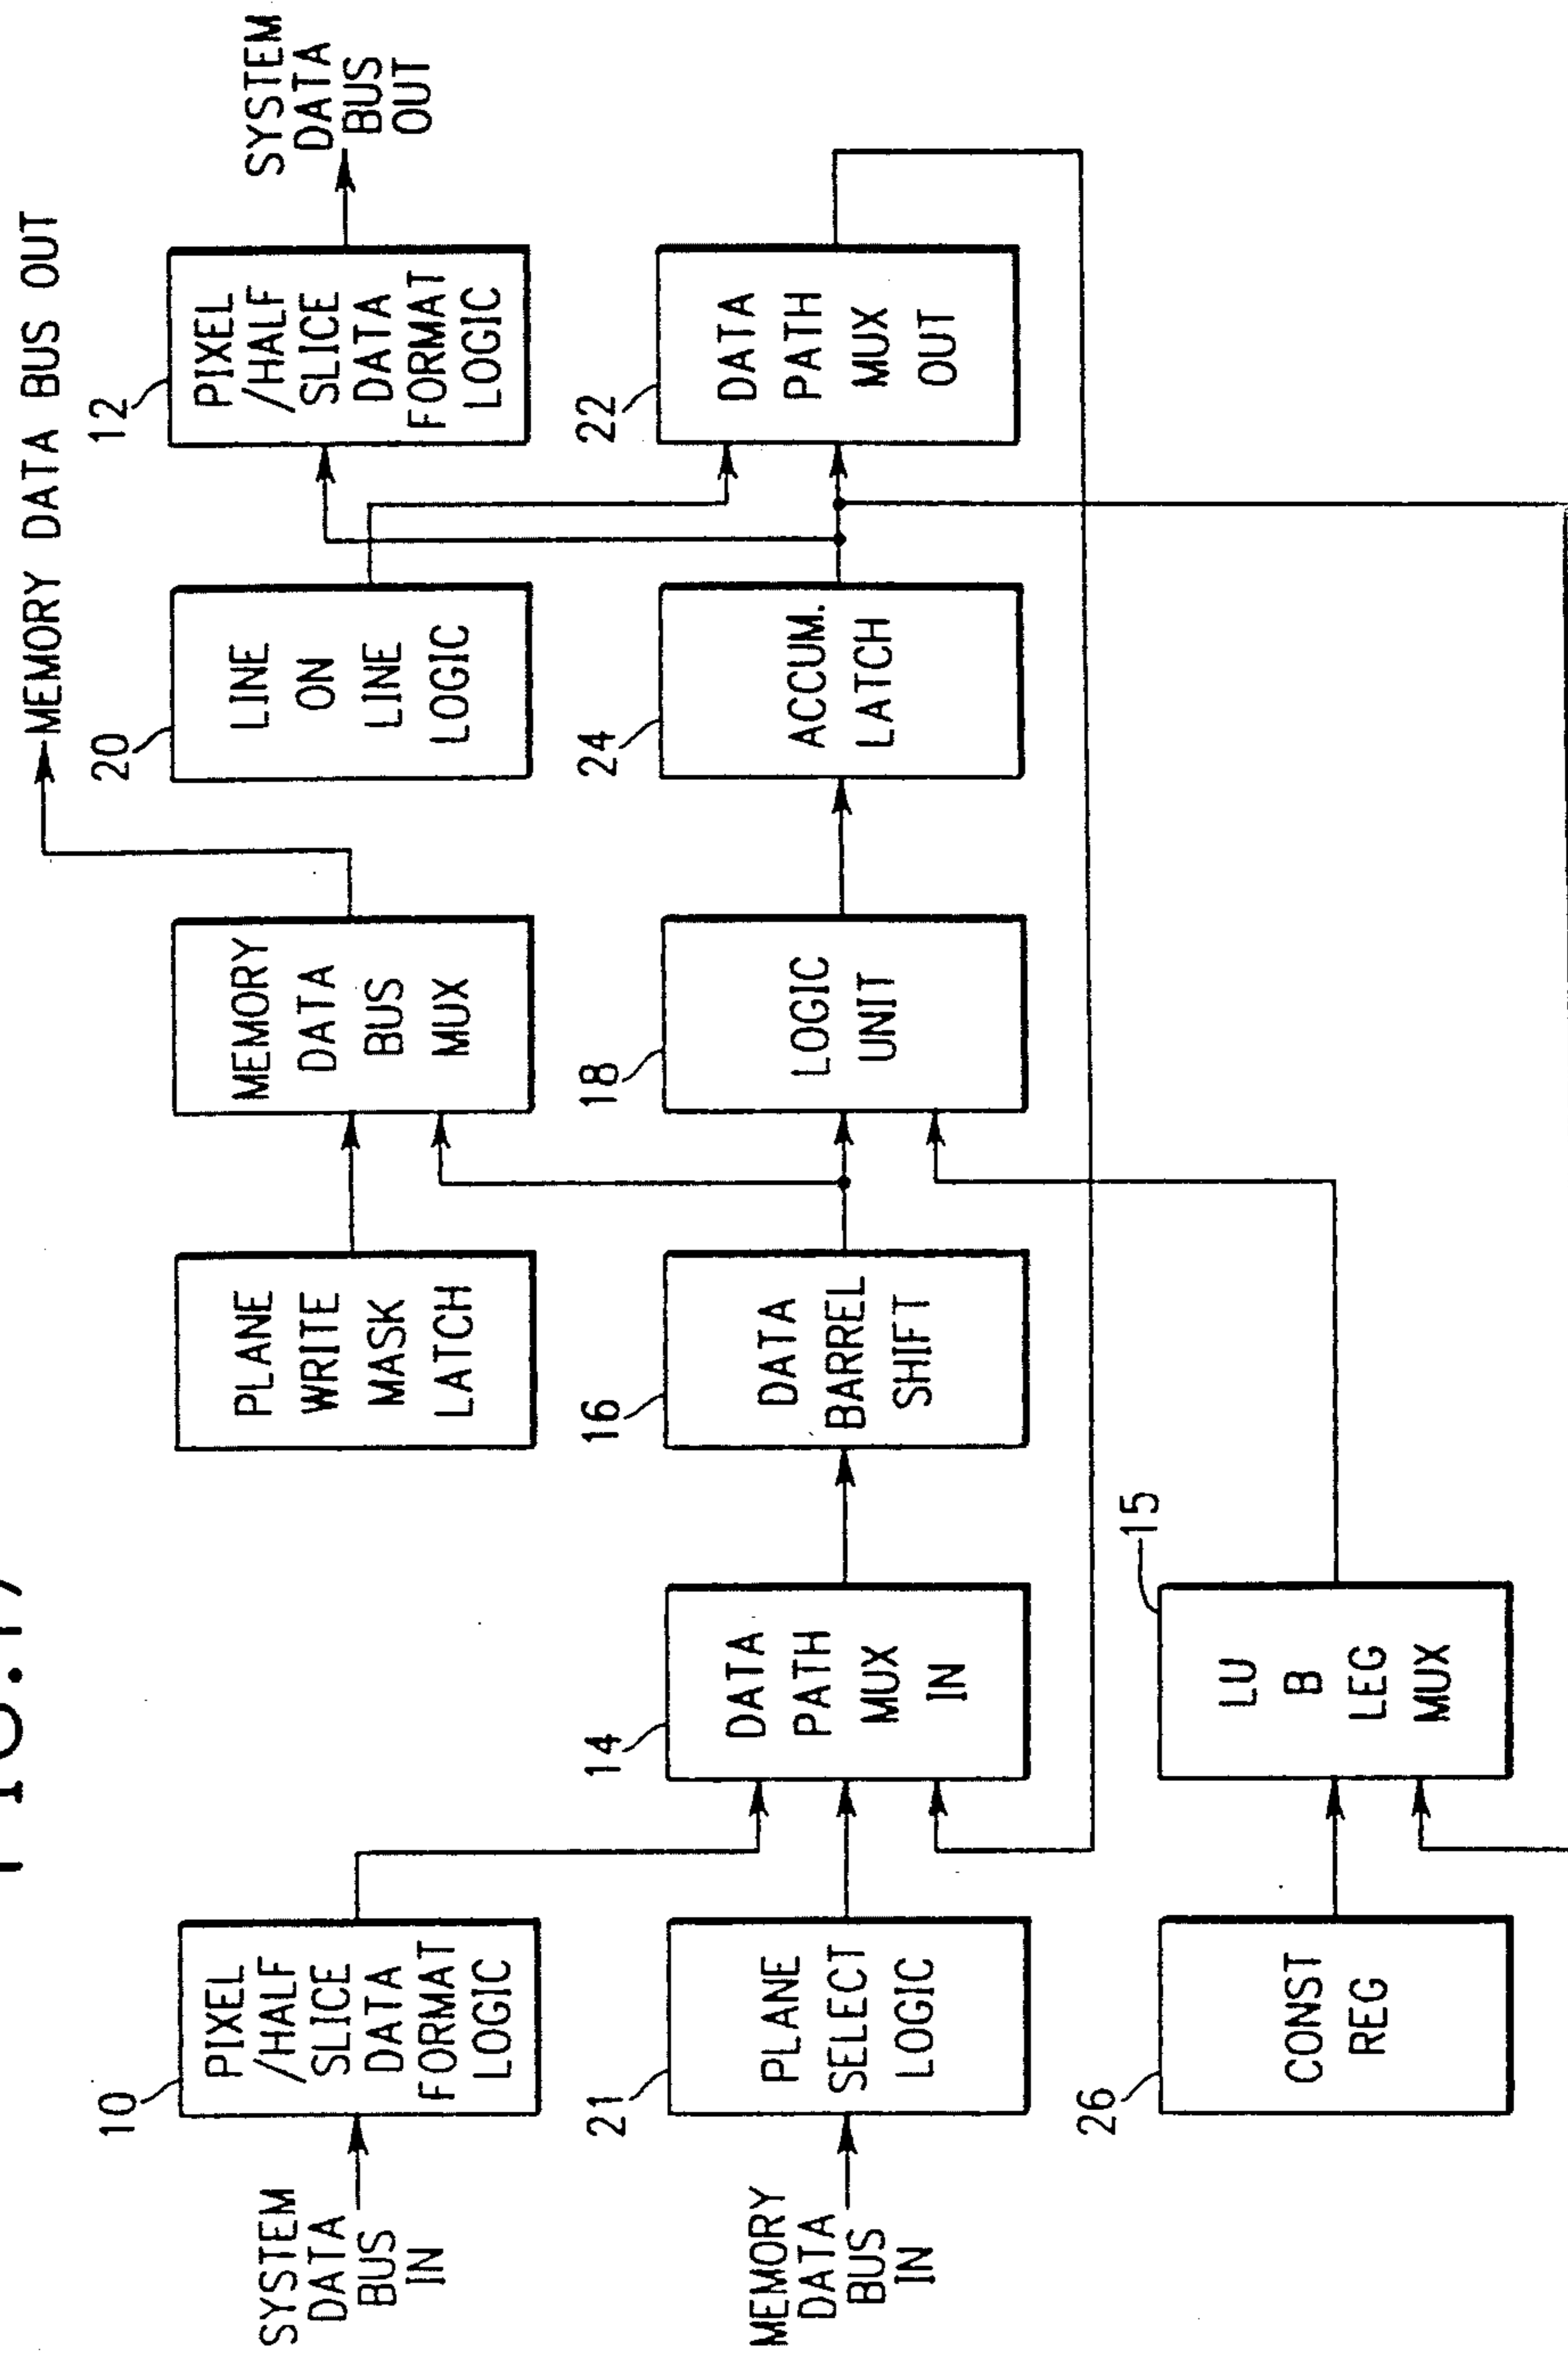 MEMORY DATA BUS OUT
SYSTEM
DATA
BUS
IN
10
PIXEL
/HALF
SLICE
DATA
FORMAT
LOGIC
PLANE
WRITE
MASK
LATCH
MEMORY
DATA
BUS
MUX
20
LINE
ON
LINE
LOGIC
12
PIXEL
/HALF
SLICE
DATA
FORMAT
LOGIC
SYSTEM
DATA
BUS
OUT
MEMORY
DATA
BUS
IN
21
PLANE
SELECT
LOGIC
14
DATA
PATH
MUX
IN
16
DATA
BARREL
SHIFT
18
LOGIC
UNIT
24
ACCUM.
LATCH
22
DATA
PATH
MUX
OUT
26
CONST
REG
15
LU
B
LEG
MUX